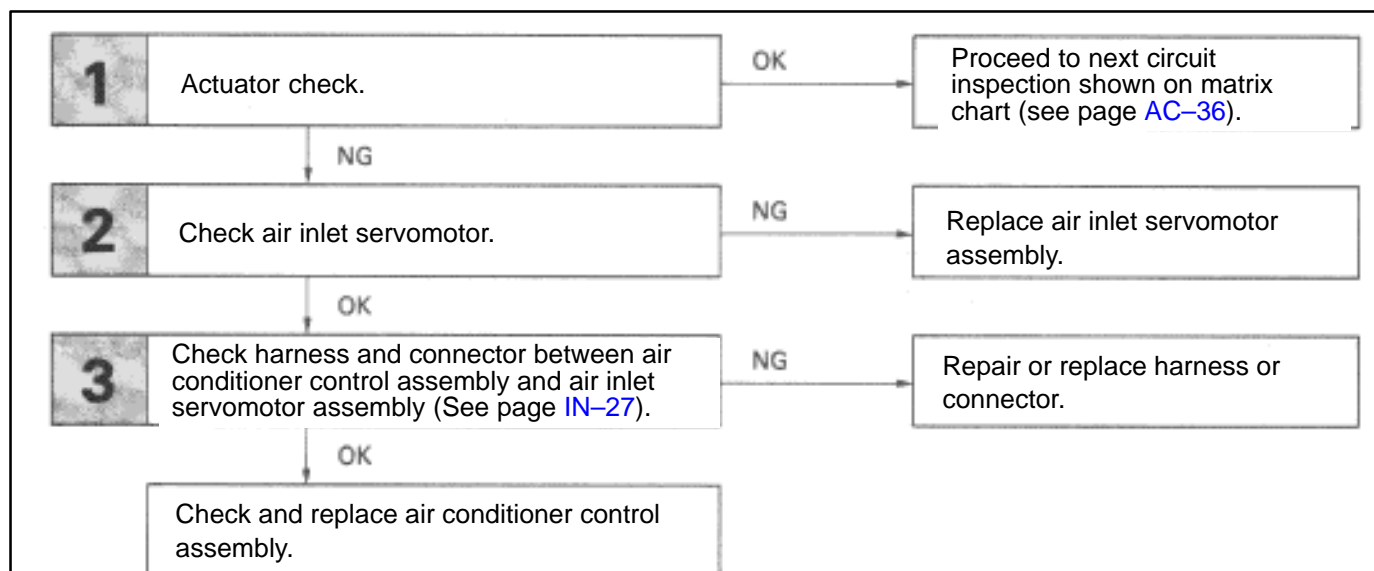 1
Actuator check.
OK
Proceed to next circuit
inspection shown on matrix
chart (see page AC–36).
NG
2
Check air inlet servomotor.
NG
Replace air inlet servomotor
assembly.
OK
3
Check harness and connector between air
conditioner control assembly and air inlet
servomotor assembly (See page IN–27).
NG
Repair or replace harness or
connector.
OK
Check and replace air conditioner control
assembly.